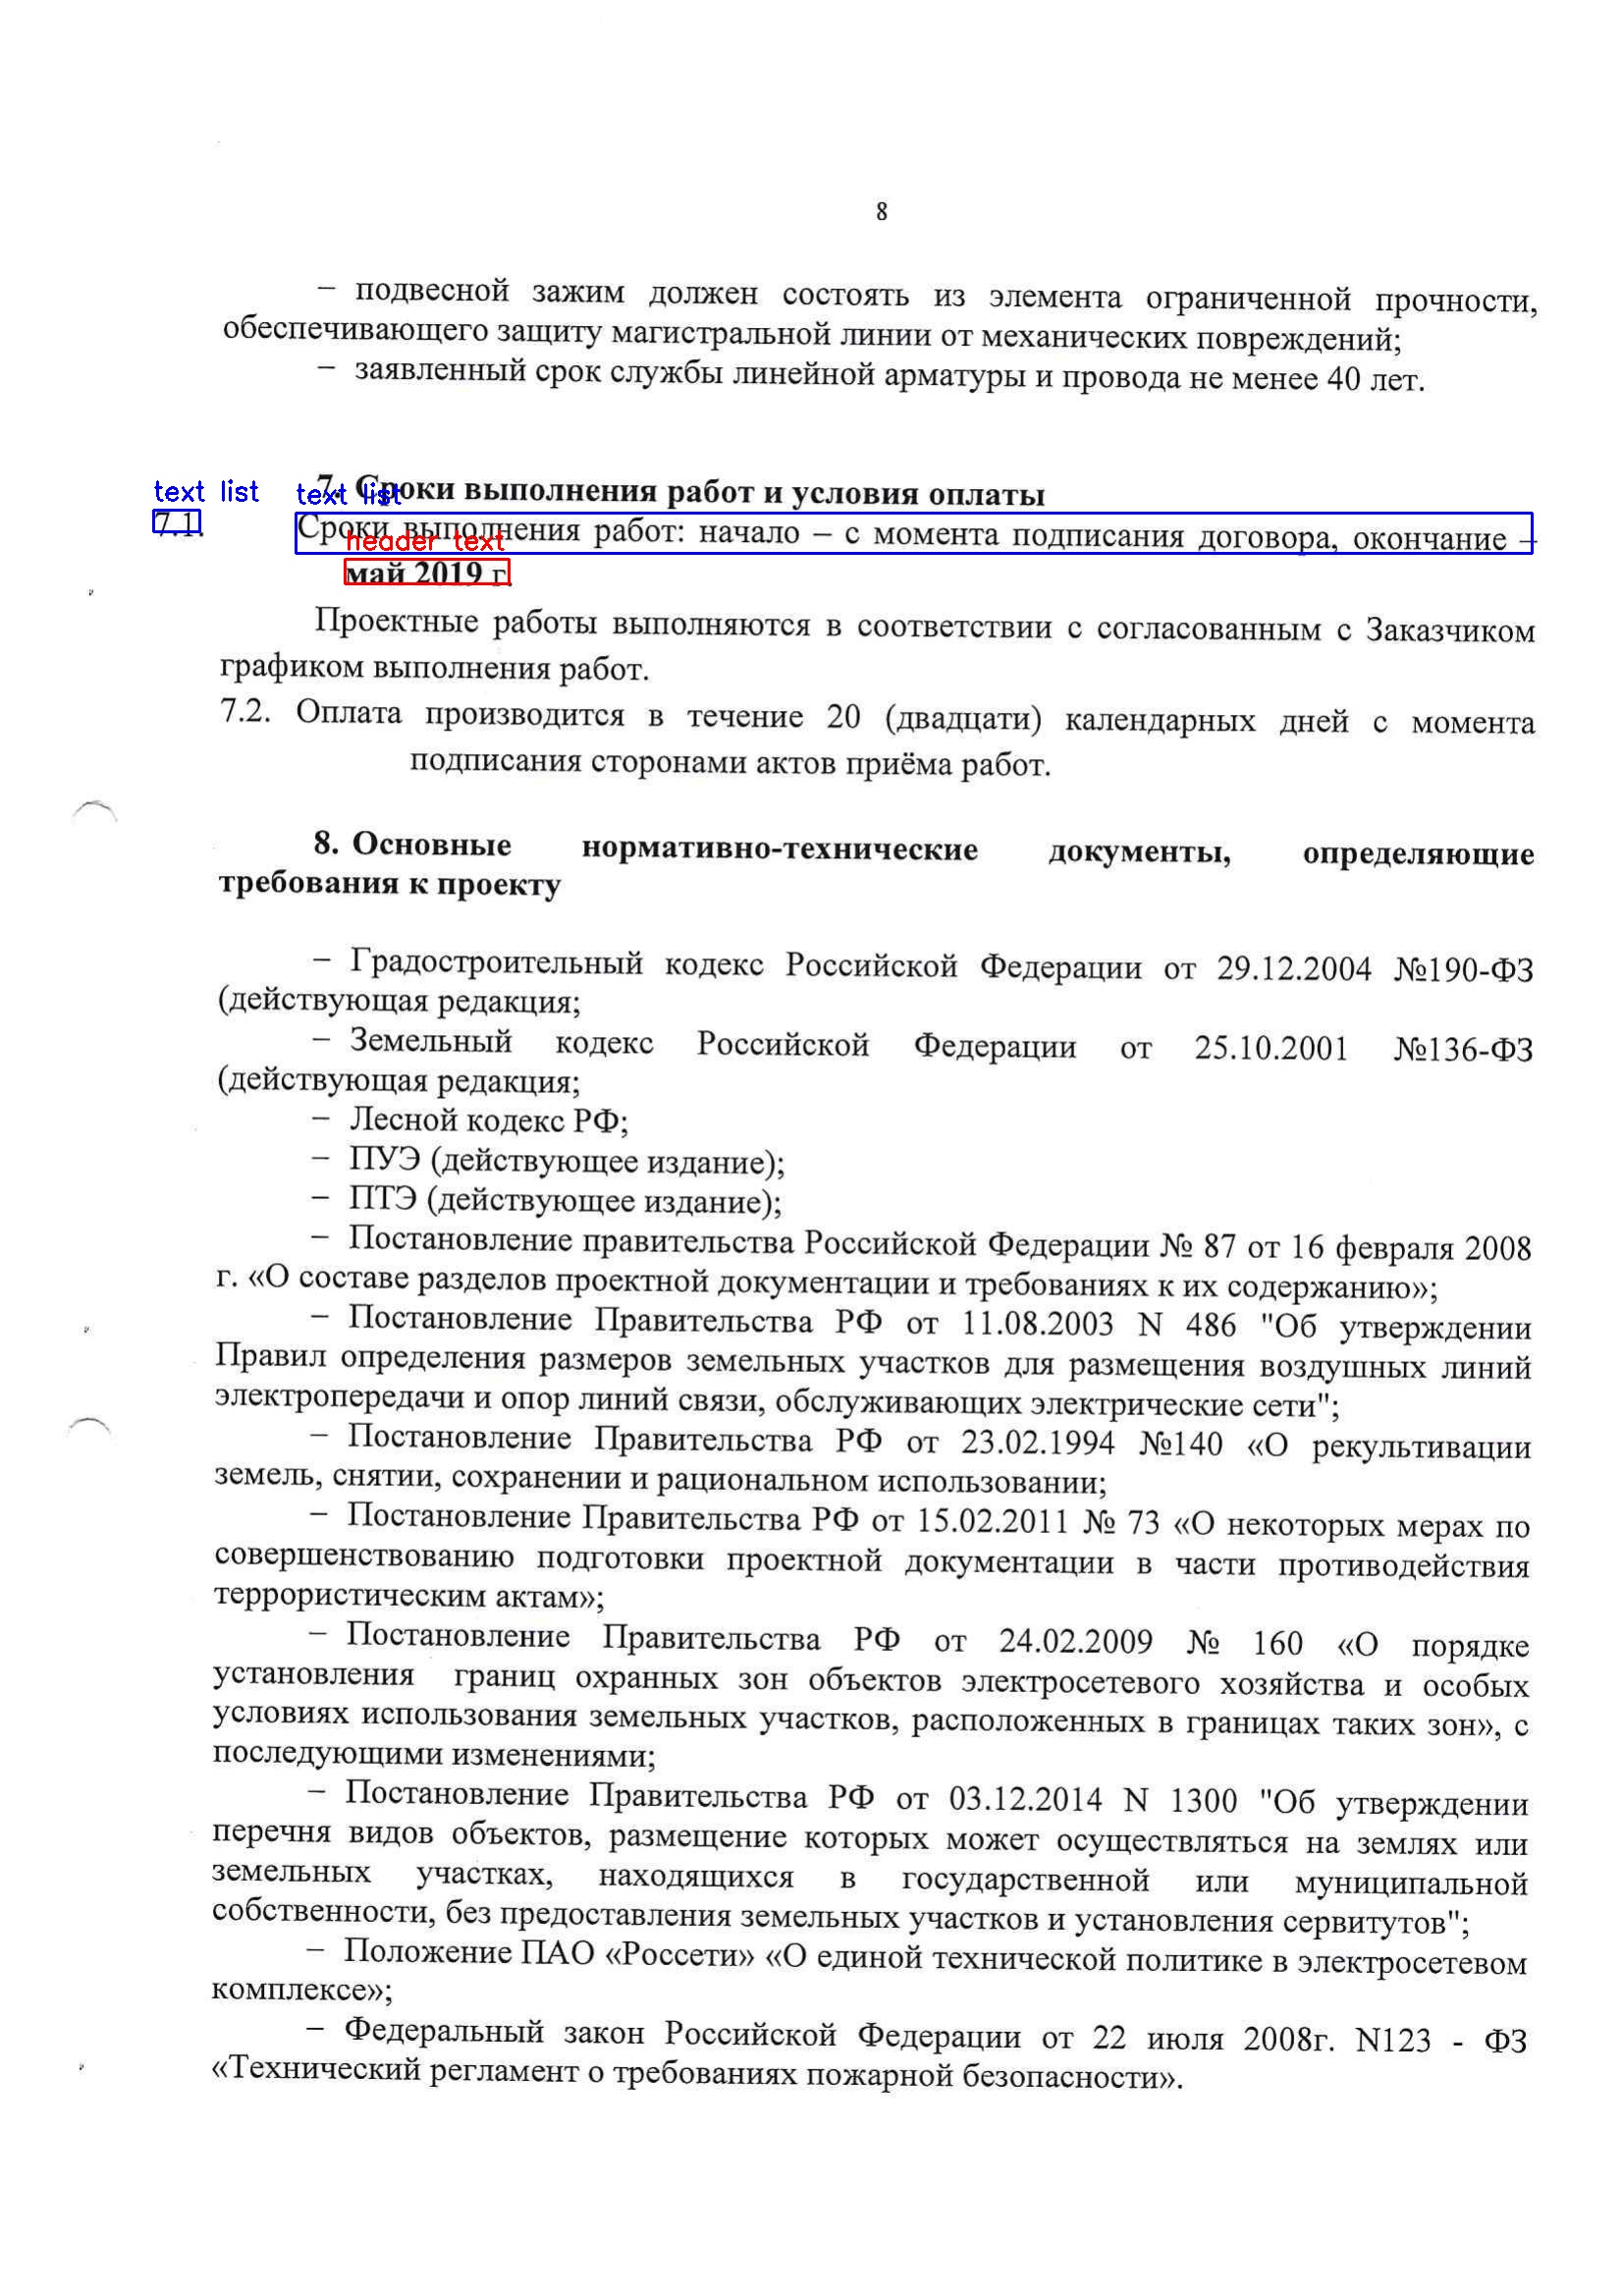 8
– подвесной зажим должен состоять из элемента ограниченной прочности,
обеспечивающего защиту магистральной линии от механических повреждений;
– заявленный срок службы линейной арматуры и провода не менее 40 лет.
7. Сроки выполнения работ и условия оплаты
text list text list
7.1. Сроки выполнения работ: начало – с момента подписания договора, окончание –
header text
май 2019 г.
Проектные работы выполняются в соответствии с согласованным с Заказчиком
графиком выполнения работ.
7.2. Оплата производится в течение 20 (двадцати) календарных дней с момента
подписания сторонами актов приёма работ.
8. Основные нормативно-технические документы, определяющие
требования к проекту
– Градостроительный кодекс Российской Федерации от 29.12.2004 №190-ФЗ
(действующая редакция;
– Земельный кодекс Российской Федерации от 25.10.2001 №136-ФЗ
(действующая редакция;
– Лесной кодекс РФ;
– ПУЭ (действующее издание);
– ПТЭ (действующее издание);
– Постановление правительства Российской Федерации № 87 от 16 февраля 2008
г. «О составе разделов проектной документации и требованиях к их содержанию»;
– Постановление Правительства РФ от 11.08.2003 N 486 "Об утверждении
Правил определения размеров земельных участков для размещения воздушных линий
электропередачи и опор линий связи, обслуживающих электрические сети";
– Постановление Правительства РФ от 23.02.1994 №140 «О рекультивации
земель, снятии, сохранении и рациональном использовании;
– Постановление Правительства РФ от 15.02.2011 № 73 «О некоторых мерах по
совершенствованию подготовки проектной документации в части противодействия
террористическим актам»;
– Постановление Правительства РФ от 24.02.2009 № 160 «О порядке
установления границ охранных зон объектов электросетевого хозяйства и особых
условиях использования земельных участков, расположенных в границах таких зон», с
последующими изменениями;
– Постановление Правительства РФ от 03.12.2014 N 1300 "Об утверждении
перечня видов объектов, размещение которых может осуществляться на землях или
земельных участках, находящихся в государственной или муниципальной
собственности, без предоставления земельных участков и установления сервитутов";
– Положение ПАО «Россети» «О единой технической политике в электросетевом
комплексе»;
– Федеральный закон Российской Федерации от 22 июля 2008г. N123 - ФЗ
«Технический регламент о требованиях пожарной безопасности».